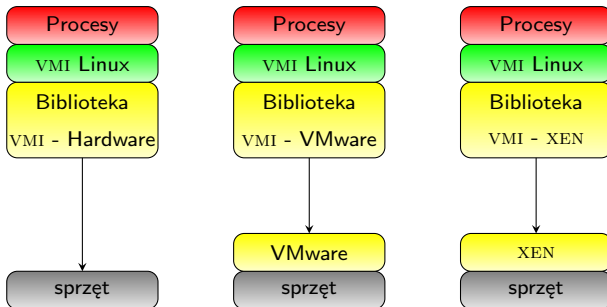 Procesy
VMI Linux
Biblioteka
VMI - Hardware
sprzęt
Procesy
VMI Linux
Biblioteka
VMI - VMware
VMware
sprzęt
Procesy
VMI Linux
Biblioteka
VMI - XEN
XEN
sprzęt